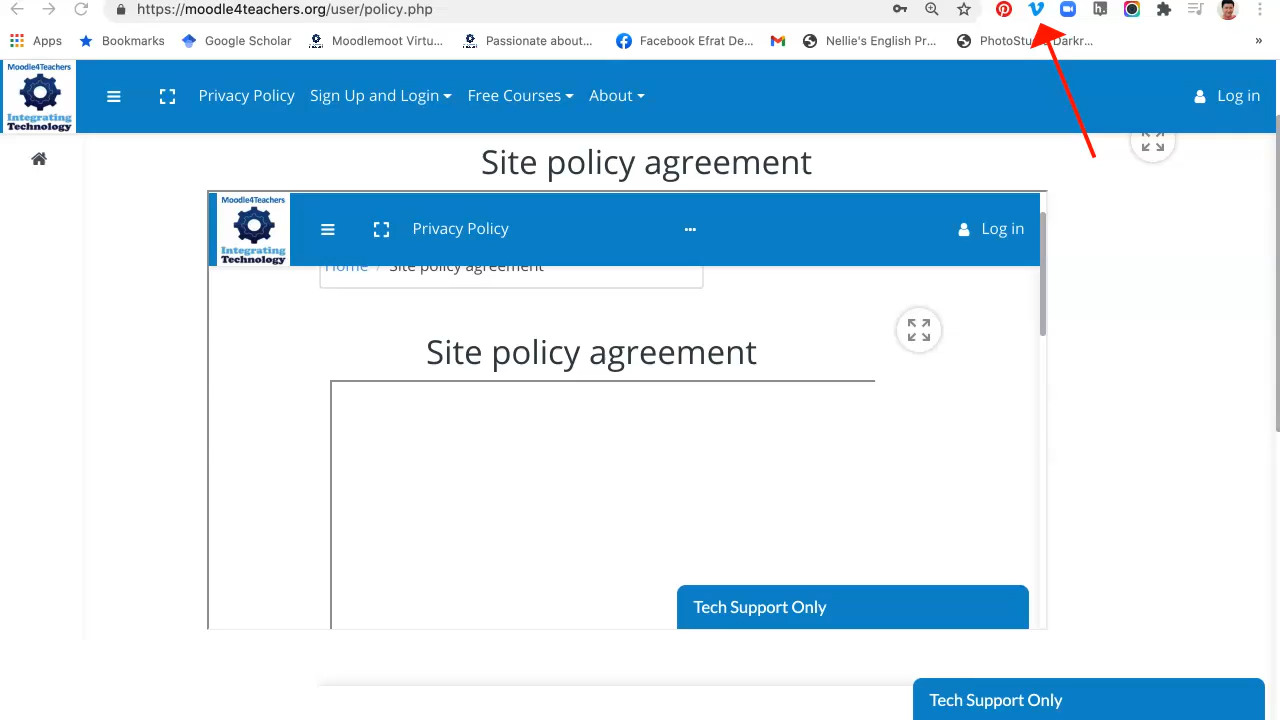 https://moodle4teachers.org/user/policy.php
Apps Bookmarks Google Scholar Moodlemoot Virtu... Passionate about... Facebook Efrat De... Nellie's English Pr... PhotoStu Darkr... »
Moodle4Teachers
Integrating
Technology
Privacy Policy Sign Up and Login Free Courses About Log in
Site policy agreement
Moodle4Teachers
Integrating
Technology
Privacy Policy ... Log in
Home / Site policy agreement
Site policy agreement
Tech Support Only
Tech Support Only